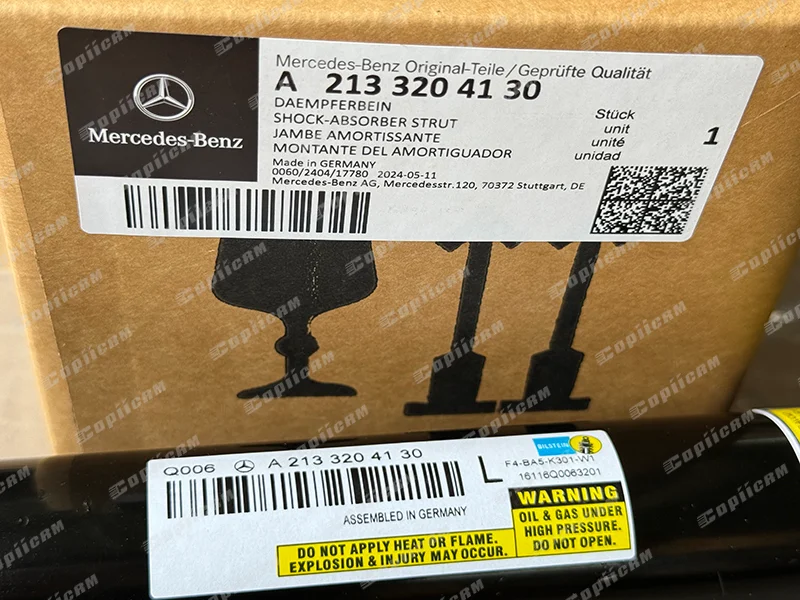 Mercedes-Benz Original-Teile/Geprüfte Qualität
A 213 320 41 30
DAEMPFERBEIN
SHOCK-ABSORBER STRUT
JAMBE AMORTISSANTE
MONTANTE DEL AMORTIGUADOR
Stück
unit
unité
unidad
1
Made in GERMANY
0060/2404/17780 2024-05-11
Mercedes-Benz AG, Mercedesstr.120, 70372 Stuttgart, DE
Mercedes-Benz
Q006 A 213 320 41 30
L
ASSEMBLED IN GERMANY
BILSTEIN
F4-BA5-K301-W1
16116Q0063201
WARNING
OIL & GAS UNDER
HIGH PRESSURE.
DO NOT OPEN.
DO NOT APPLY HEAT OR FLAME.
EXPLOSION & INJURY MAY OCCUR.
CopiiCAM